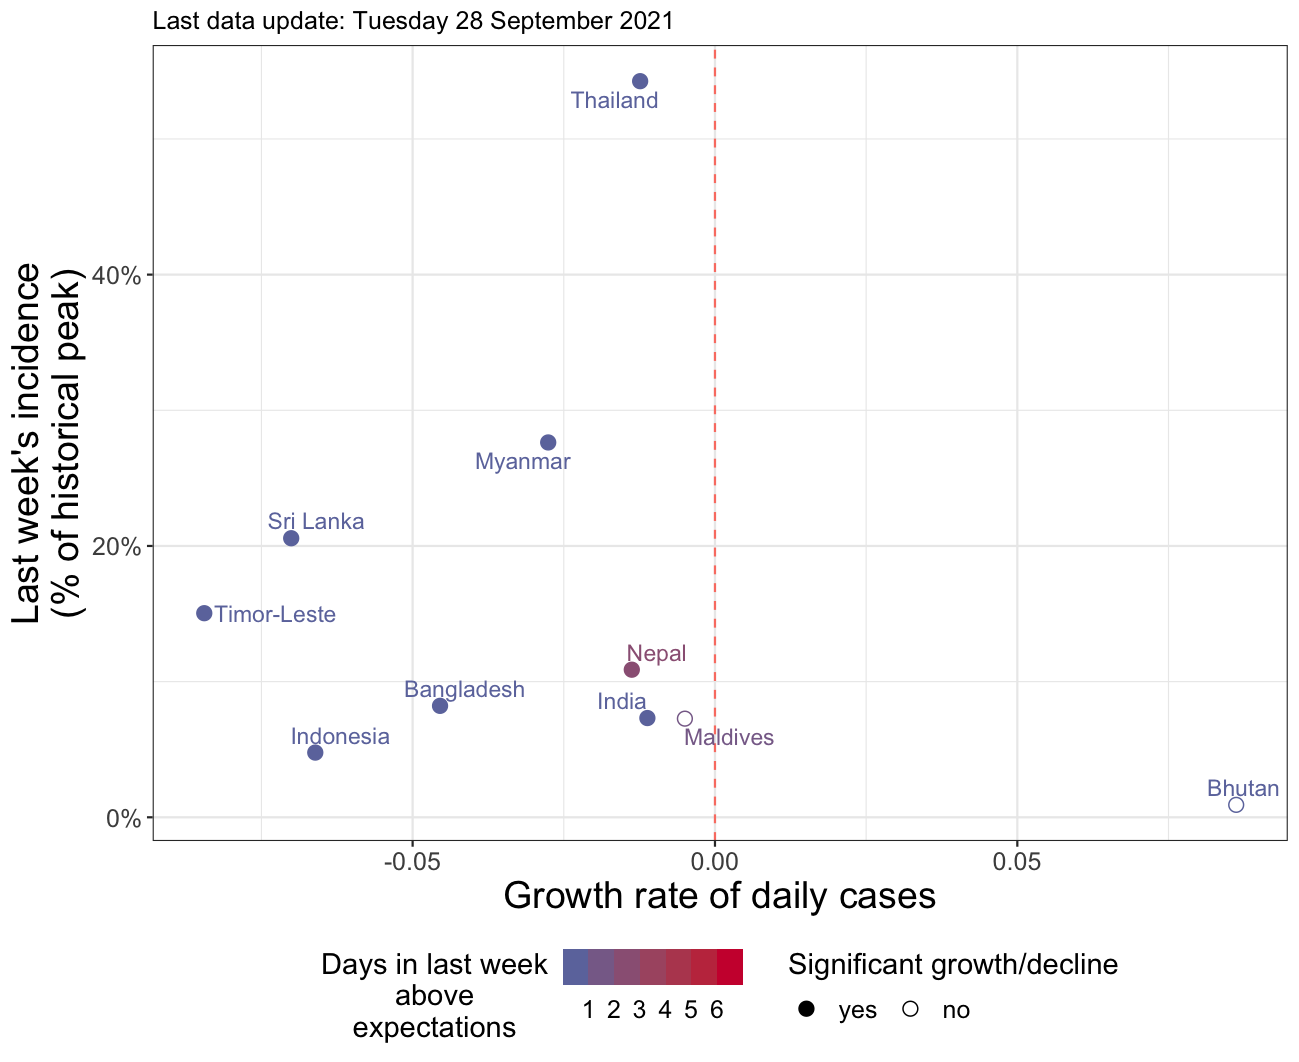 Last data update: Tuesday 28 September 2021
Last week's incidence
(% of historical peak)
40%
20%
0%
Thailand
Myanmar
Sri Lanka
Timor-Leste
Nepal
Bangladesh
India
Indonesia
Maldives
Bhutan
-0.05 0.00 0.05
Growth rate of daily cases
Days in last week
above
expectations
1 2 3 4 5 6
Significant growth/decline
yes no